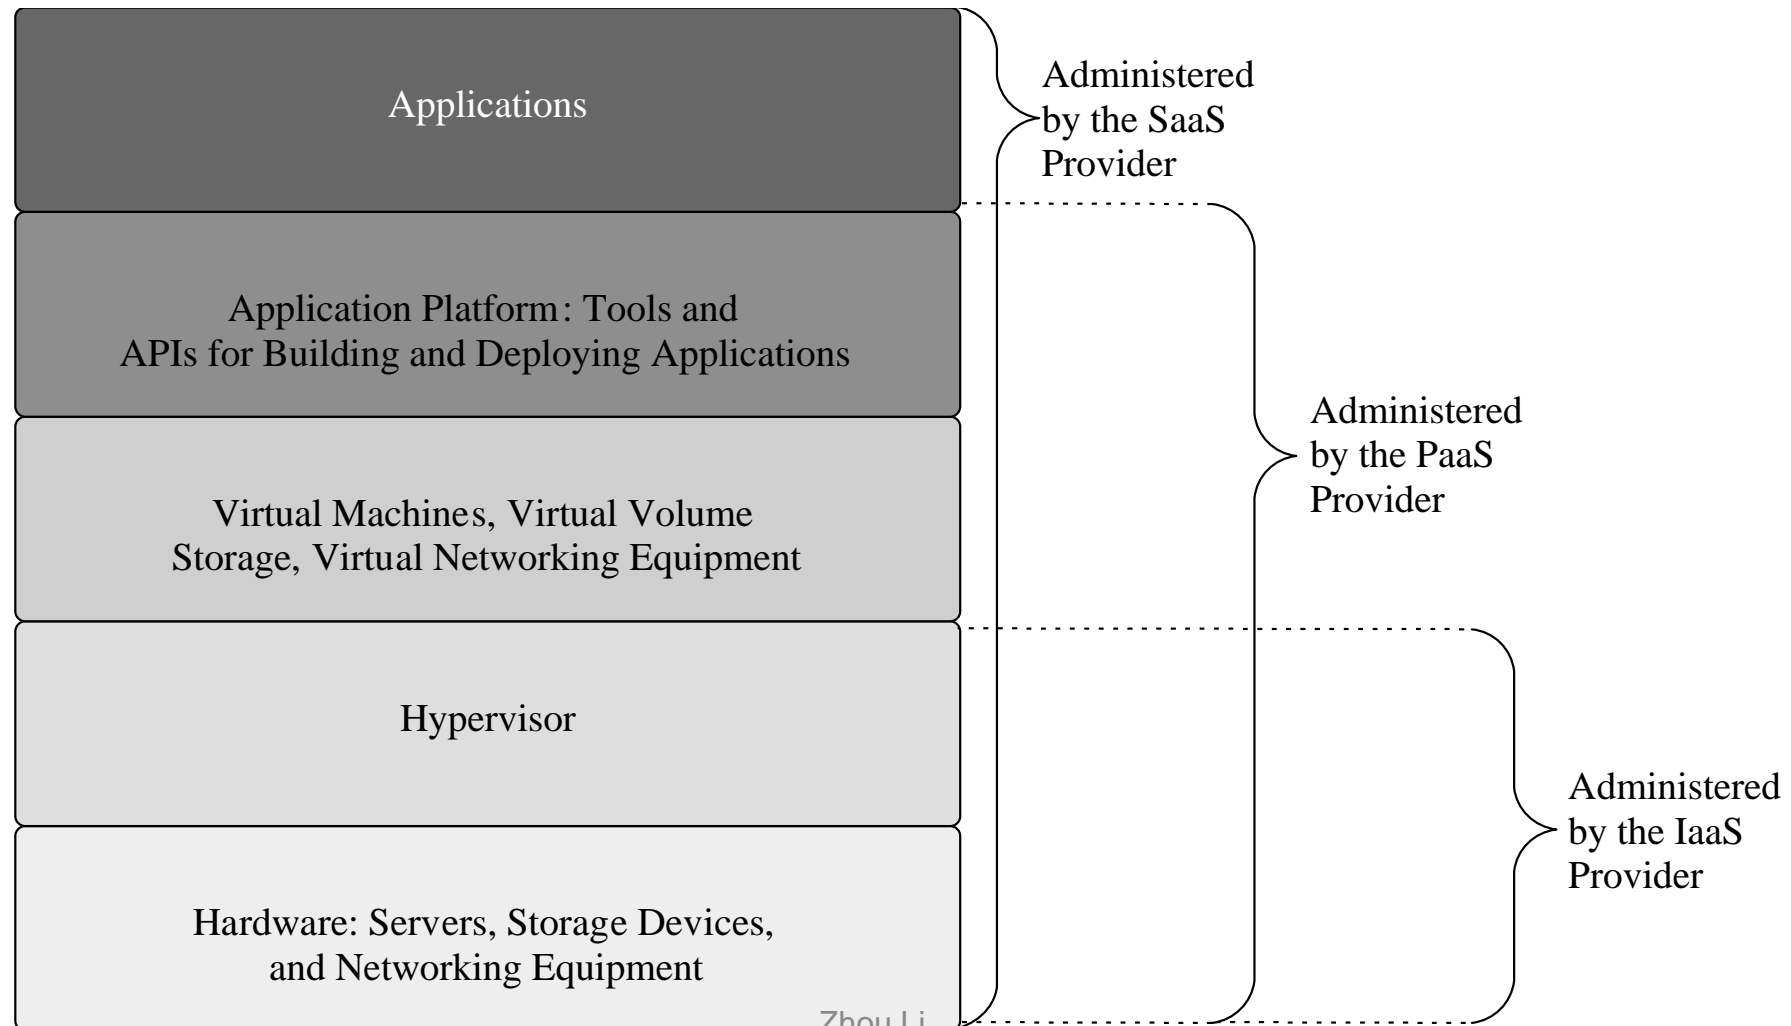 Applications
Administered
by the SaaS
Provider
Application Platform: Tools and
APIs for Building and Deploying Applications
Administered
by the PaaS
Provider
Virtual Machines, Virtual Volume
Storage, Virtual Networking Equipment
Hypervisor
Administered
by the IaaS
Provider
Hardware: Servers, Storage Devices,
and Networking Equipment
Zhou Li